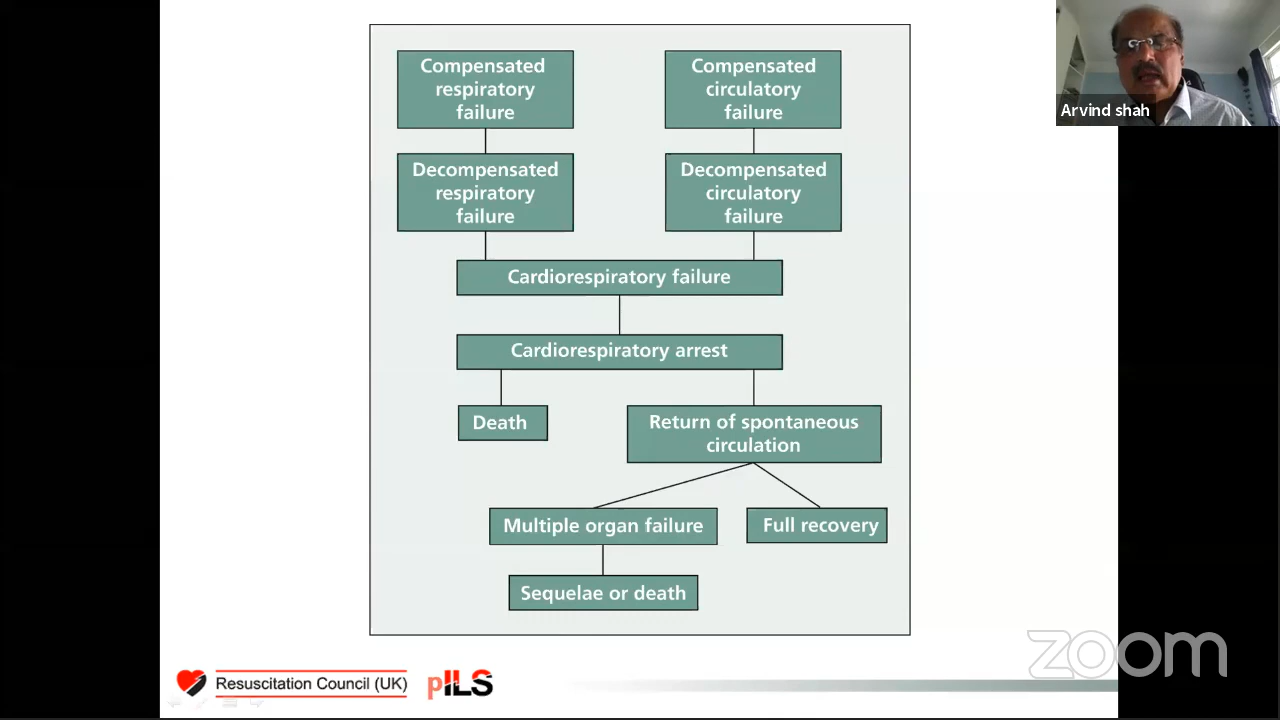 Compensated
respiratory
failure
Compensated
circulatory
failure
Arvind shah
Decompensated
respiratory
failure
Decompensated
circulatory
failure
Cardiorespiratory failure
Cardiorespiratory arrest
Death
Return of spontaneous
circulation
Multiple organ failure
Full recovery
Sequelae or death
Resuscitation Council (UK)
pILS
zoom